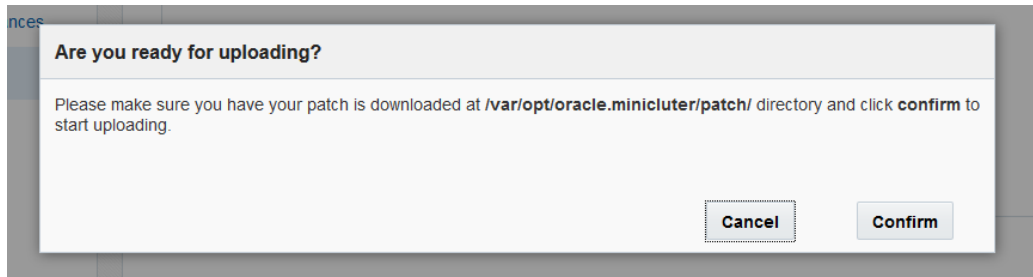 nces
Are you ready for uploading?
Please make sure you have your patch is downloaded at /var/opt/oracle.minicluter/patch/ directory and click confirm to
start uploading.
Cancel Confirm